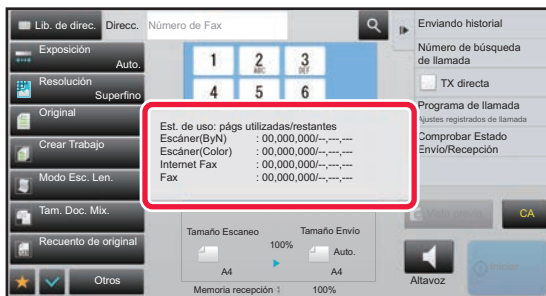 Lib. de direc.
Direcc.
Número de Fax
Exposición
Auto.
Resolución
Superfino
Original
Crear Trabajo
Modo Esc. Len.
Tam. Doc. Mix.
Recuento de original
Otros
1
2
ABC
3
DEF
4
5
6
Est. de uso: págs utilizadas/restantes
Escáner(ByN) : 00,000,000/--,---,---
Escáner(Color) : 00,000,000/--,---,---
Internet Fax : 00,000,000/--,---,---
Fax : 00,000,000/--,---,---
Tamaño Escaneo
Tamaño Envío
100%
Auto.
A4
A4
Memoria recepción
100%
Enviando historial
Número de búsqueda
de llamada
TX directa
Programa de llamada
Ajustes registrados de llamada
Comprobar Estado
Envío/Recepción
CA
Altavoz
Iniciar